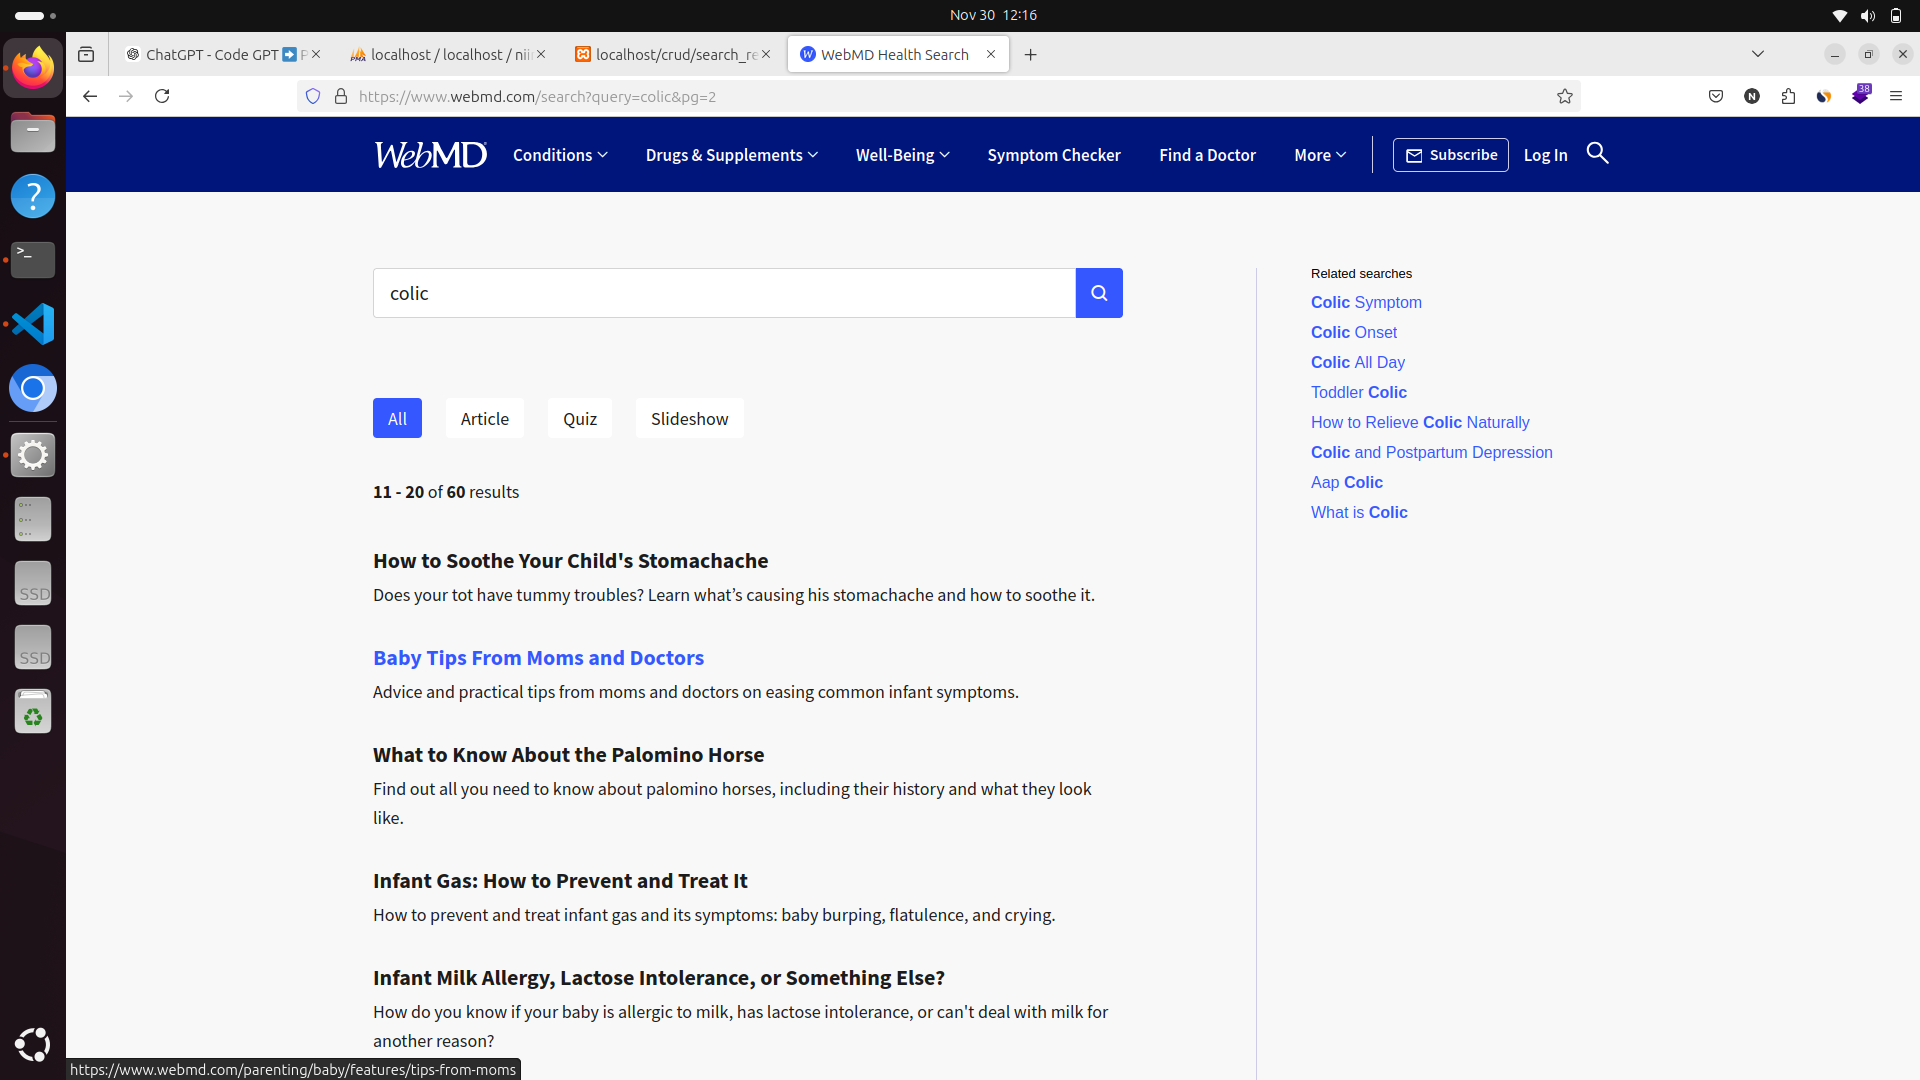 Nov 30 12:16
ChatGPT - Code GPT
localhost / localhost / nii
localhost/crud/search_re
WebMD Health Search
https://www.webmd.com/search?query=colic&pg=2
38
WebMD
Conditions
Drugs & Supplements
Well-Being
Symptom Checker
Find a Doctor
More
Subscribe
Log In
colic
All
Article
Quiz
Slideshow
11 - 20 of 60 results
How to Soothe Your Child's Stomachache
Does your tot have tummy troubles? Learn what’s causing his stomachache and how to soothe it.
Baby Tips From Moms and Doctors
Advice and practical tips from moms and doctors on easing common infant symptoms.
What to Know About the Palomino Horse
Find out all you need to know about palomino horses, including their history and what they look
like.
Infant Gas: How to Prevent and Treat It
How to prevent and treat infant gas and its symptoms: baby burping, flatulence, and crying.
Infant Milk Allergy, Lactose Intolerance, or Something Else?
How do you know if your baby is allergic to milk, has lactose intolerance, or can't deal with milk for
another reason?
Related searches
Colic Symptom
Colic Onset
Colic All Day
Toddler Colic
How to Relieve Colic Naturally
Colic and Postpartum Depression
Aap Colic
What is Colic
SSD
SSD
https://www.webmd.com/parenting/baby/features/tips-from-moms